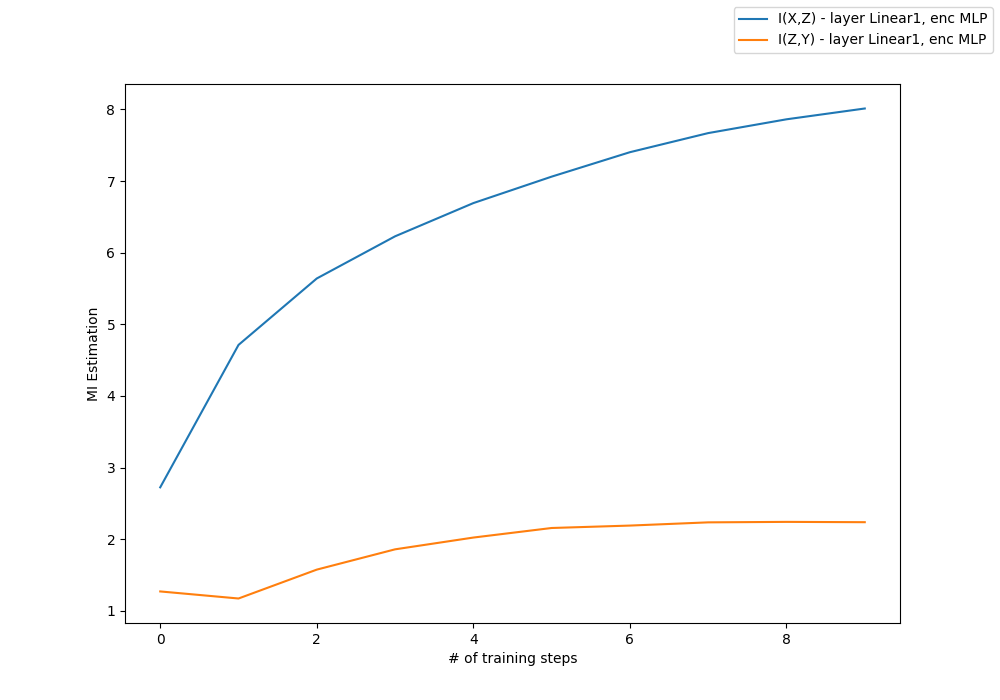 I(X,Z) - layer Linear1, enc MLP
I(Z,Y) - layer Linear1, enc MLP
8
7
6
5
4
3
2
1
MI Estimation
0 2 4 6 8
# of training steps